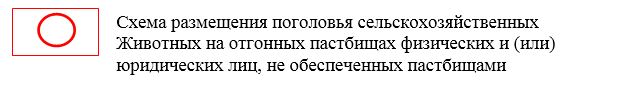 Схема размещения поголовья сельскохозяйственных
Животных на отгонных пастбищах физических и (или)
юридических лиц, не обеспеченных пастбищами